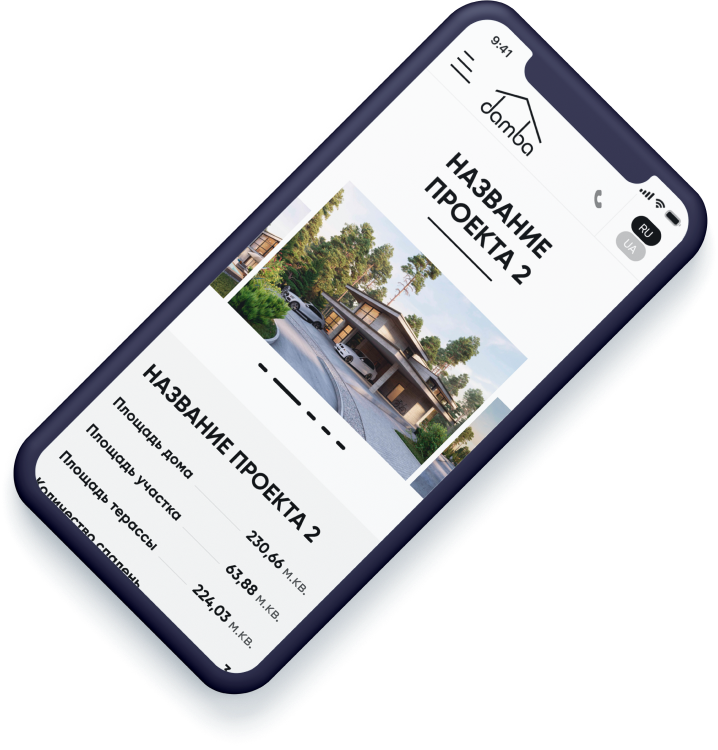 9:41
damba
RU
UA
НАЗВАНИЕ
ПРОЕКТА 2
НАЗВАНИЕ ПРОЕКТА 2
Площадь дома 230,66 м.кв.
Площадь участка 63,88 м.кв.
Площадь терассы 224,03 м.кв.
Количество спалень 3